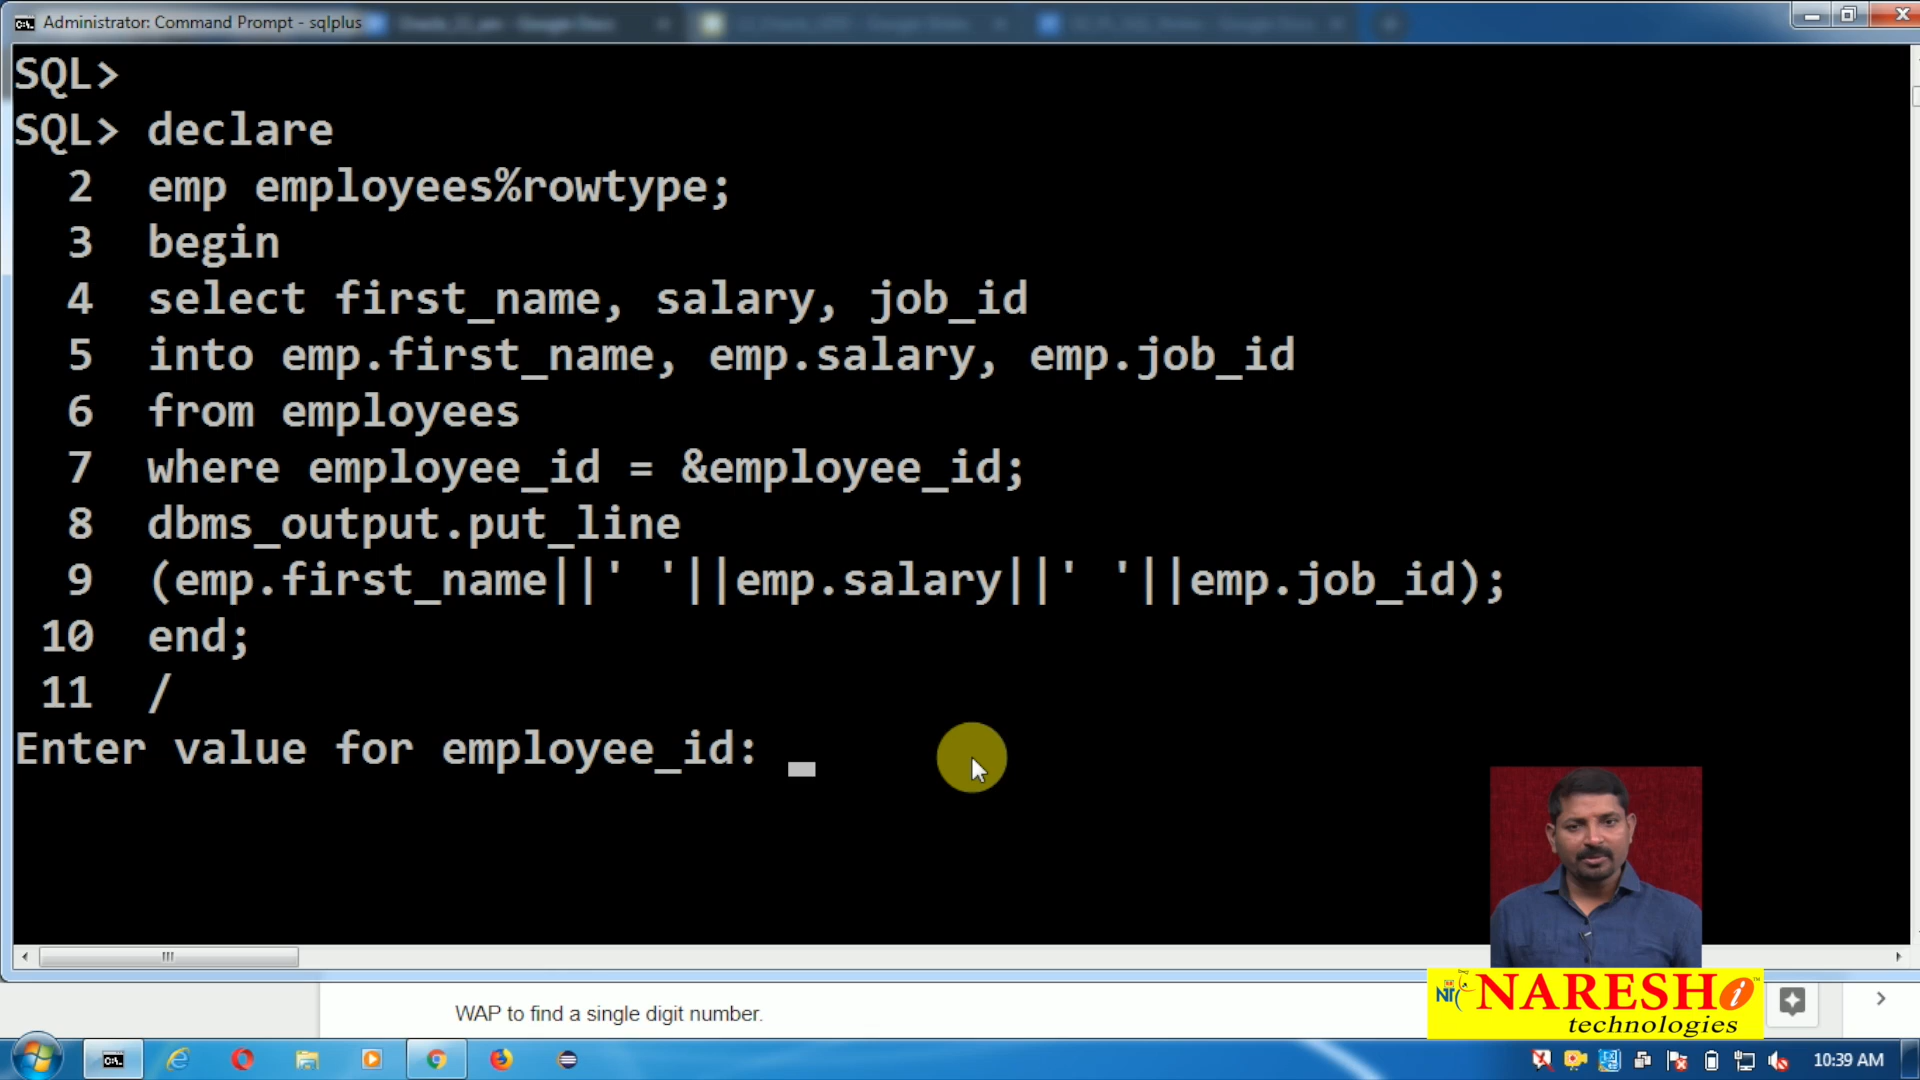 Administrator: Command Prompt - sqlplus
SQL>
SQL> declare
2 emp employees%rowtype;
3 begin
4 select first_name, salary, job_id
5 into emp.first_name, emp.salary, emp.job_id
6 from employees
7 where employee_id = &employee_id;
8 dbms_output.put_line
9 (emp.first_name||' '||emp.salary||' '||emp.job_id);
10 end;
11 /
Enter value for employee_id:
WAP to find a single digit number.
NARESH i
technologies
10:39 AM